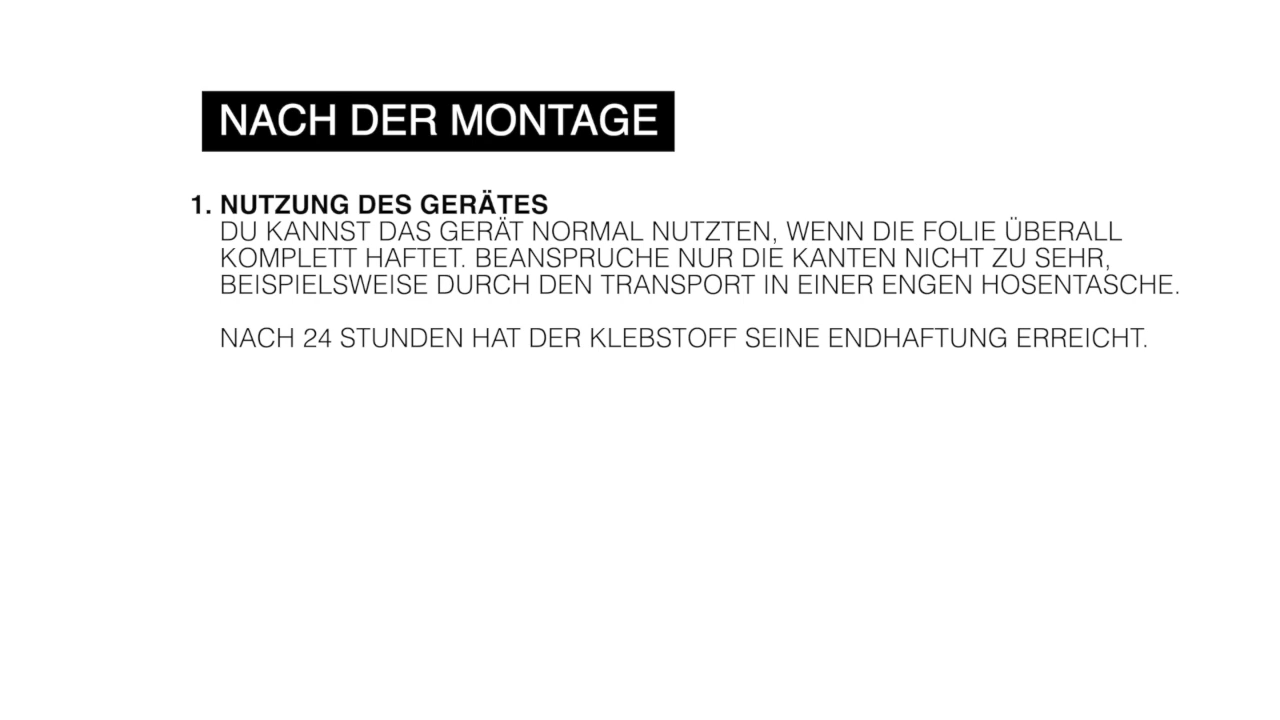 NACH DER MONTAGE
1. NUTZUNG DES GERÄTES
DU KANNST DAS GERÄT NORMAL NUTZTEN, WENN DIE FOLIE ÜBERALL
KOMPLETT HAFTET. BEANSPRUCHE NUR DIE KANTEN NICHT ZU SEHR,
BEISPIELSWEISE DURCH DEN TRANSPORT IN EINER ENGEN HOSENTASCHE.
NACH 24 STUNDEN HAT DER KLEBSTOFF SEINE ENDHAFTUNG ERREICHT.